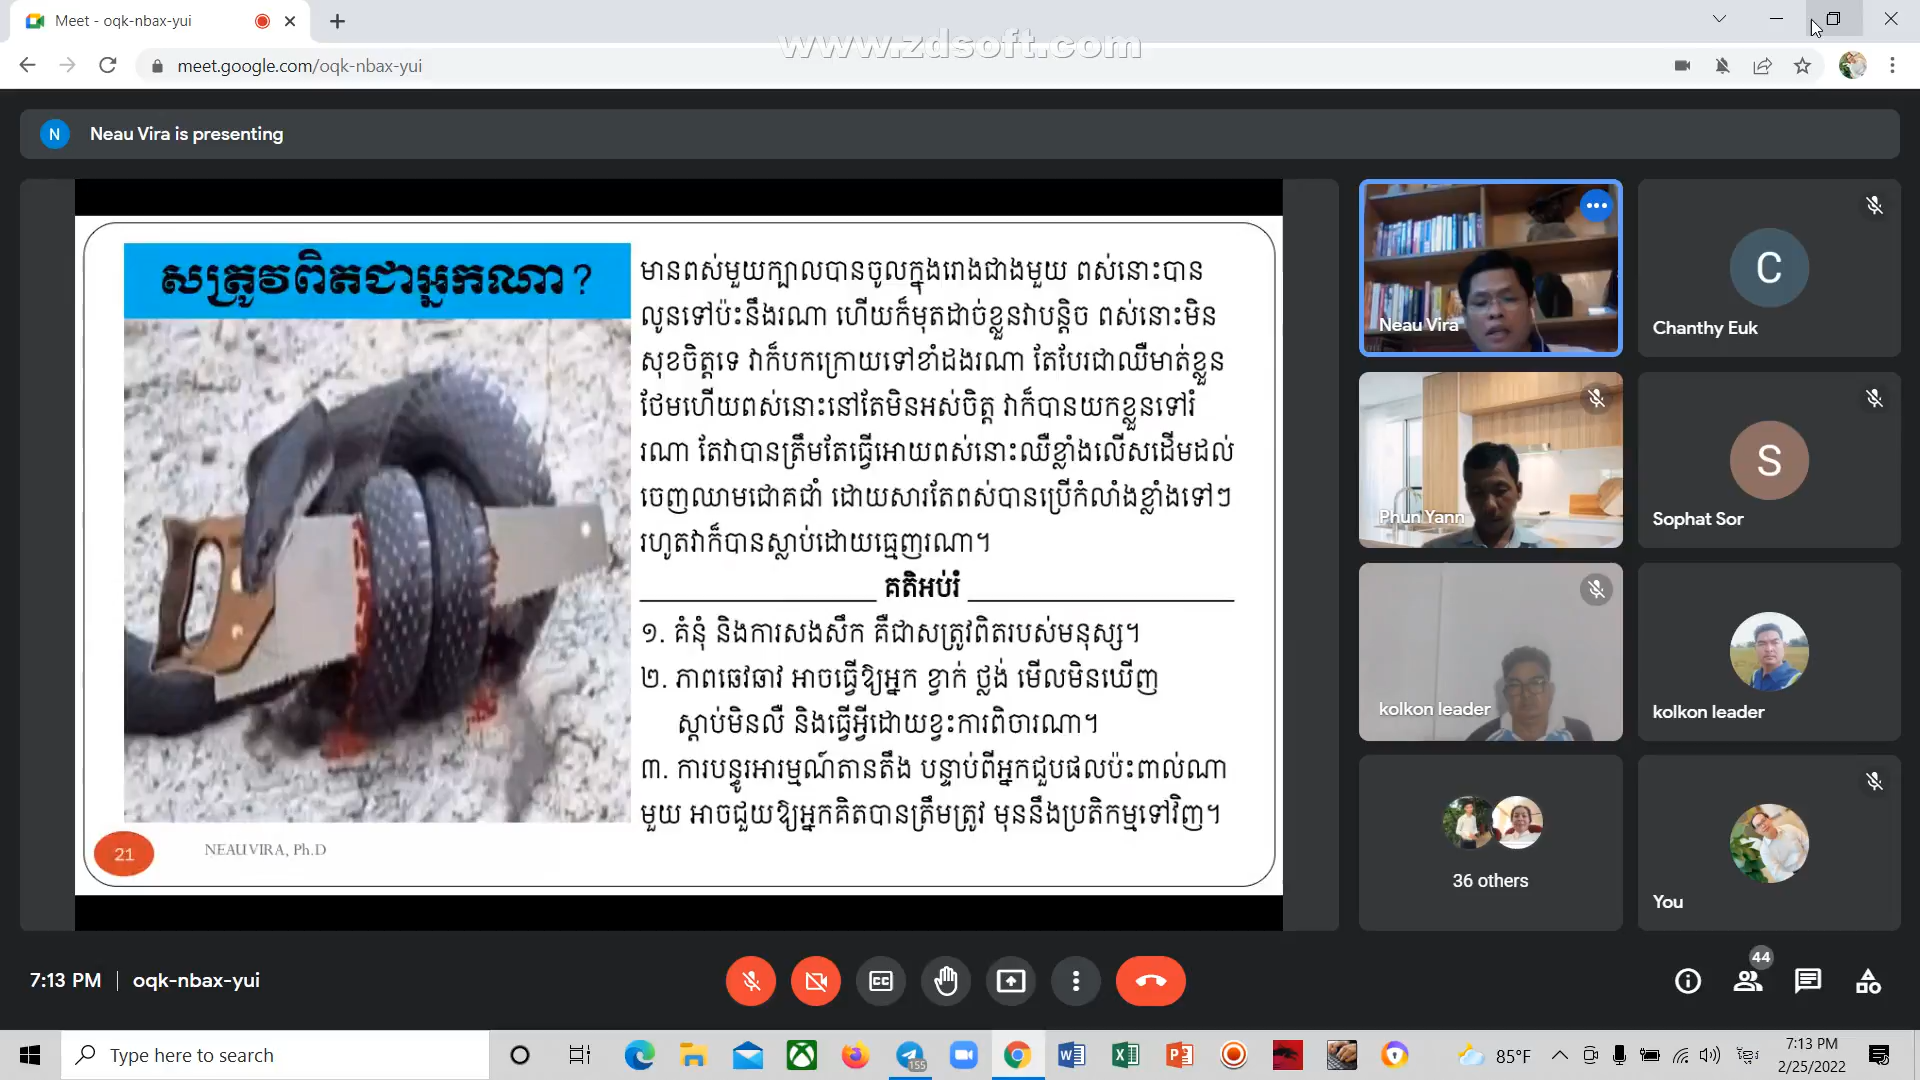 Meet - oqk-nbax-yui
www.zdsoft.com
meet.google.com/oqk-nbax-yui
N
Neau Vira is presenting
សត្រូវពិតជាអ្នកណា?
មានពស់មួយក្បាលបានចូលក្នុងរោងជាងមួយ ពស់នោះបាន
លូនទៅប៉ះនឹងរណា ហើយក៏មុតដាច់ខ្លួនវាបន្តិច ពស់នោះមិន
សុខចិត្តទេ វាក៏បកក្រោយទៅខាំដងរណា តែបែរជាឈឺមាត់ខ្លួន
ថែមហើយពស់នោះនៅតែមិនអស់ចិត្ត វាក៏បានយកខ្លួនទៅរំ
រណា តែវាបានត្រឹមតែធ្វើអោយពស់នោះឈឺខ្លាំងលើសដើមដល់
ចេញឈាមជោគជាំ ដោយសារតែពស់បានប្រើកំលាំងខ្លាំងទៅៗ
រហូតវាក៏បានស្លាប់ដោយធ្មេញរណា។
គតិអប់រំ
១. គំនុំ និងការសងសឹក គឺជាសត្រូវពិតរបស់មនុស្ស។
២. ភាពឆេវឆាវ អាចធ្វើឱ្យអ្នក ខ្វាក់ ថ្លង់ មើលមិនឃើញ
ស្តាប់មិនលឺ និងធ្វើអ្វីដោយខ្វះការពិចារណា។
៣. ការបន្ធូរអារម្មណ៍តានតឹង បន្ទាប់ពីអ្នកជួបផលប៉ះពាល់ណា
មួយ អាចជួយឱ្យអ្នកគិតបានត្រឹមត្រូវ មុននឹងប្រតិកម្មទៅវិញ។
21
NEAU VIRA, Ph.D
Neau Vira
C
Chanthy Euk
Phun Yann
S
Sophat Sor
kolkon leader
kolkon leader
36 others
You
7:13 PM
oqk-nbax-yui
CC
44
Type here to search
155
85°F
ខ្មែរ
7:13 PM
2/25/2022